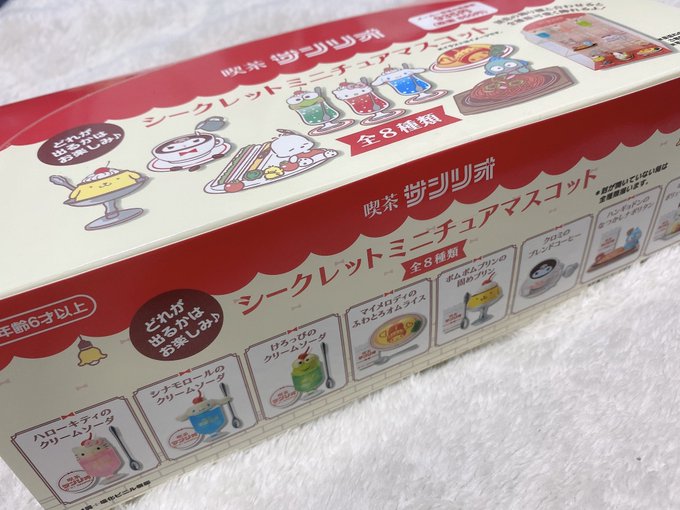 喫茶 サンリオ
シークレットミニチュアマスコット
全8種類
どれが
出るかは
お楽しみ♪
喫茶 サンリオ
シークレットミニチュアマスコット
全8種類
どれが
出るかは
お楽しみ♪
年齢6才以上
ハローキティの
クリームソーダ
シナモロールの
クリームソーダ
けろっぴの
クリームソーダ
マイメロディの
ふわとろオムライス
ポムポムプリンの
固めプリン
クロミの
ブレンドコーヒー
ハンギョドンの
なつかしナポリタン